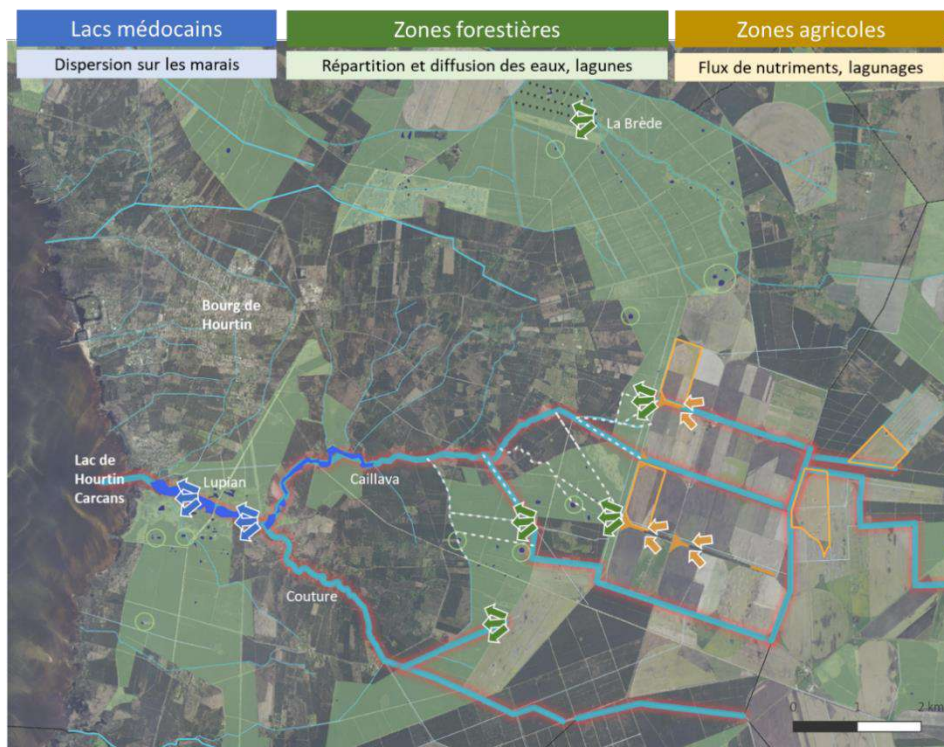 Lacs médocains
Zones forestières
Zones agricoles
Dispersion sur les marais
Répartition et diffusion des eaux, lagunes
Flux de nutriments, lagunages
La Brède
Bourg de
Hourtin
Lac de
Hourtin
Carcans
Lupian
Caillava
Couture
0
1
2 km